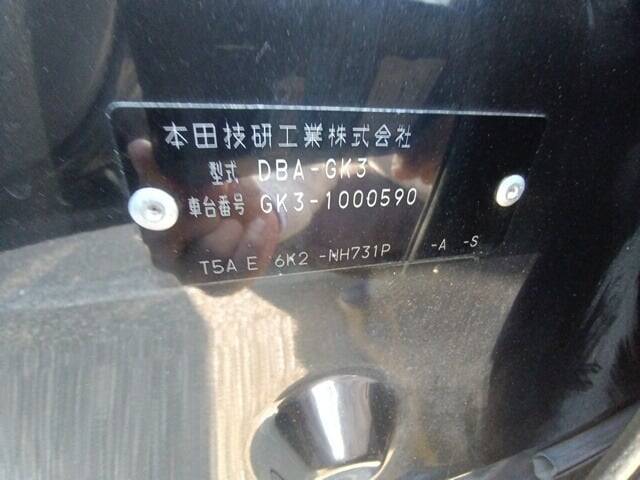 本田技研工業株式会社
型式 DBA-GK3
車台番号 GK3-1000590
T5A E 6K2 -NH731P -A -S